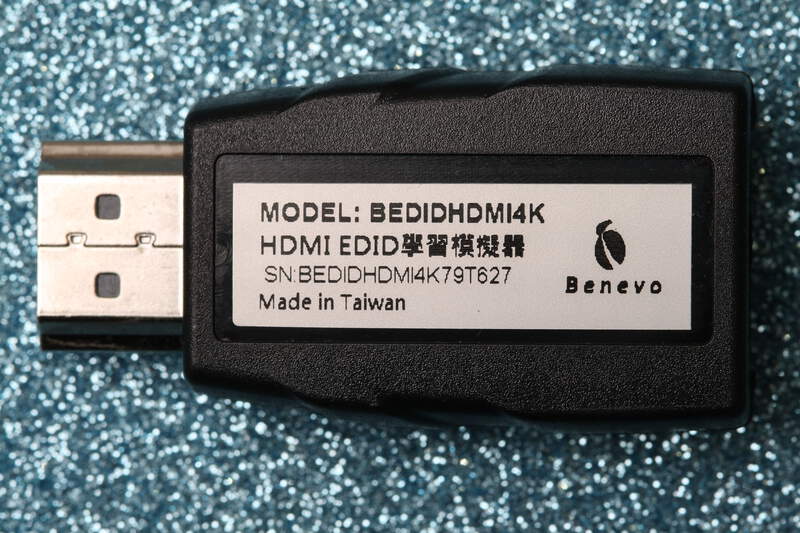 MODEL: BEDIDHDMI4K
HDMI EDID學習模擬器
SN:BEDIDHDMI4K79T627
Made in Taiwan
Benevo